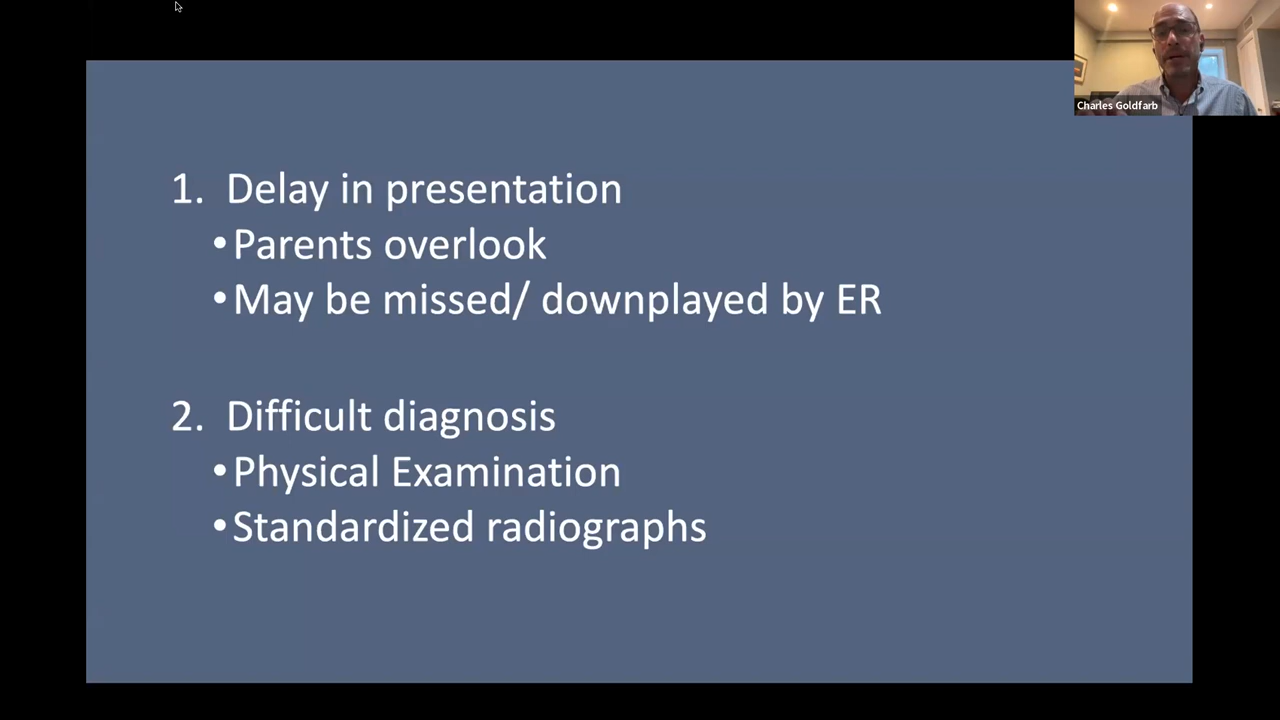 Charles Goldfarb
1. Delay in presentation
•Parents overlook
•May be missed/ downplayed by ER
2. Difficult diagnosis
•Physical Examination
•Standardized radiographs